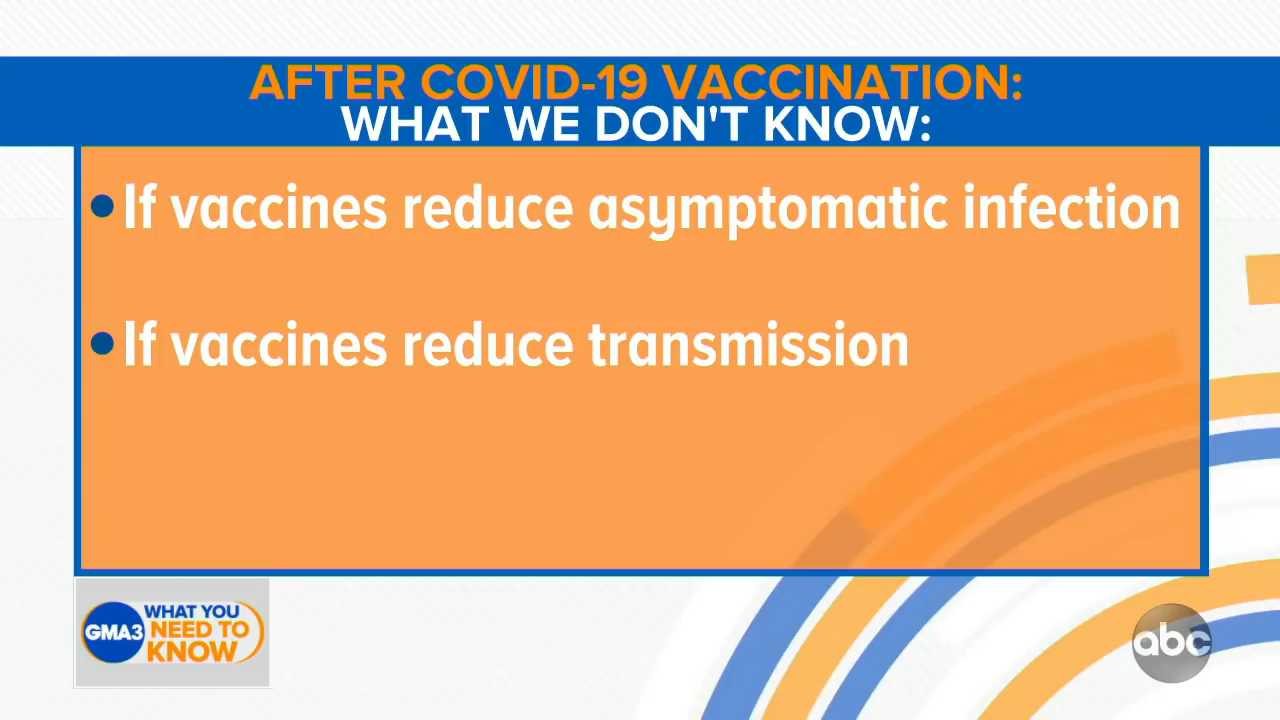 AFTER COVID-19 VACCINATION:
WHAT WE DON'T KNOW:
• If vaccines reduce asymptomatic infection
• If vaccines reduce transmission
GMA3
WHAT YOU
NEED TO
KNOW
abc